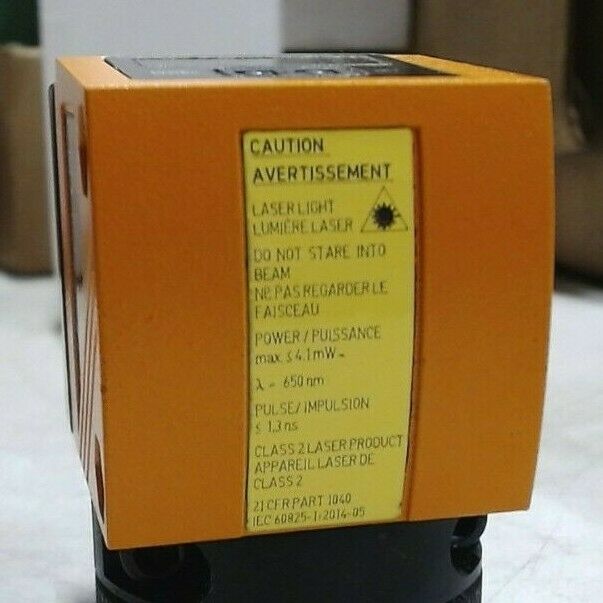 CAUTION
AVERTISSEMENT
LASER LIGHT
LUMIÈRE LASER
DO NOT STARE INTO
BEAM
NE PAS REGARDER LE
FAISCEAU
POWER / PUISSANCE
max. ≤ 4.1mW
λ = 650 nm
PULSE / IMPULSION
≤ 1,3 ns
CLASS 2 LASER PRODUCT
APPAREIL LASER DE
CLASS 2
21 CFR PART 1040
IEC 60825-1:2014-05